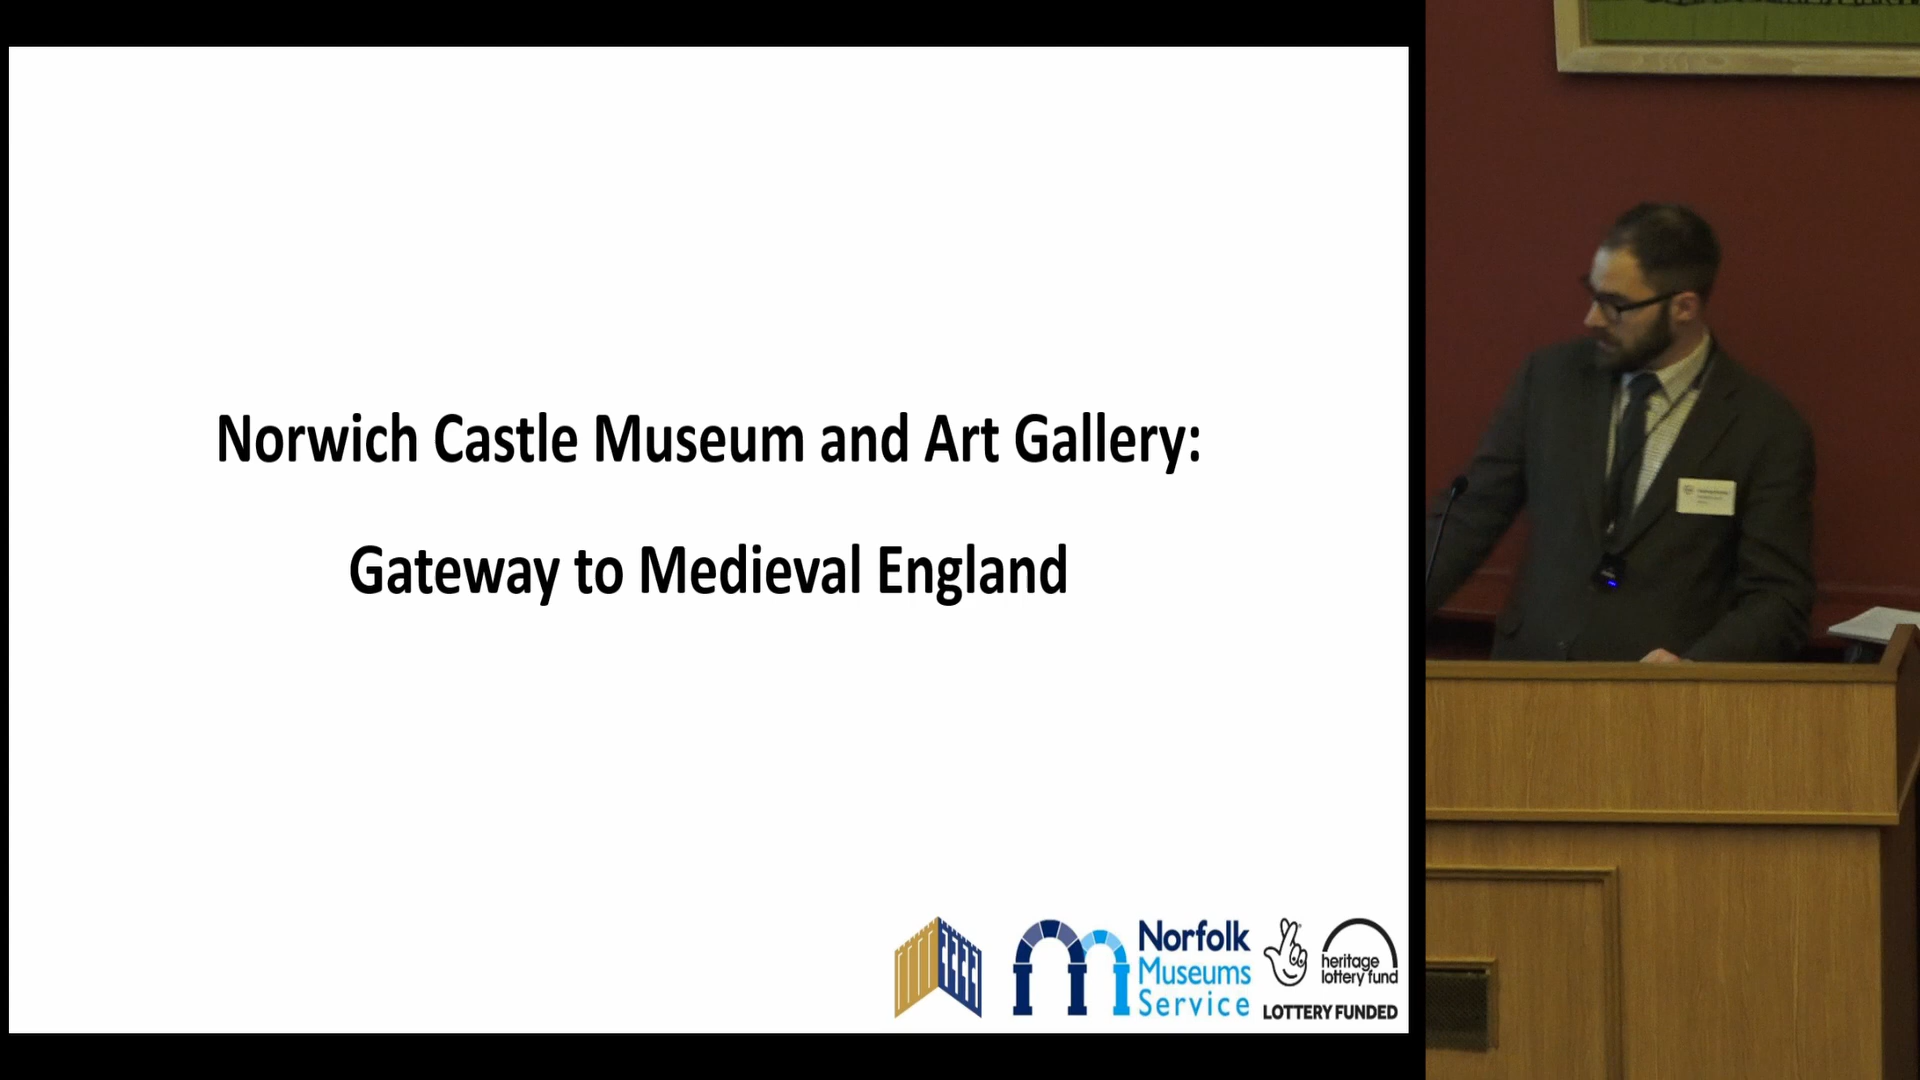 Norwich Castle Museum and Art Gallery:
Gateway to Medieval England
Norfolk
Museums
Service
heritage
lottery fund
LOTTERY FUNDED